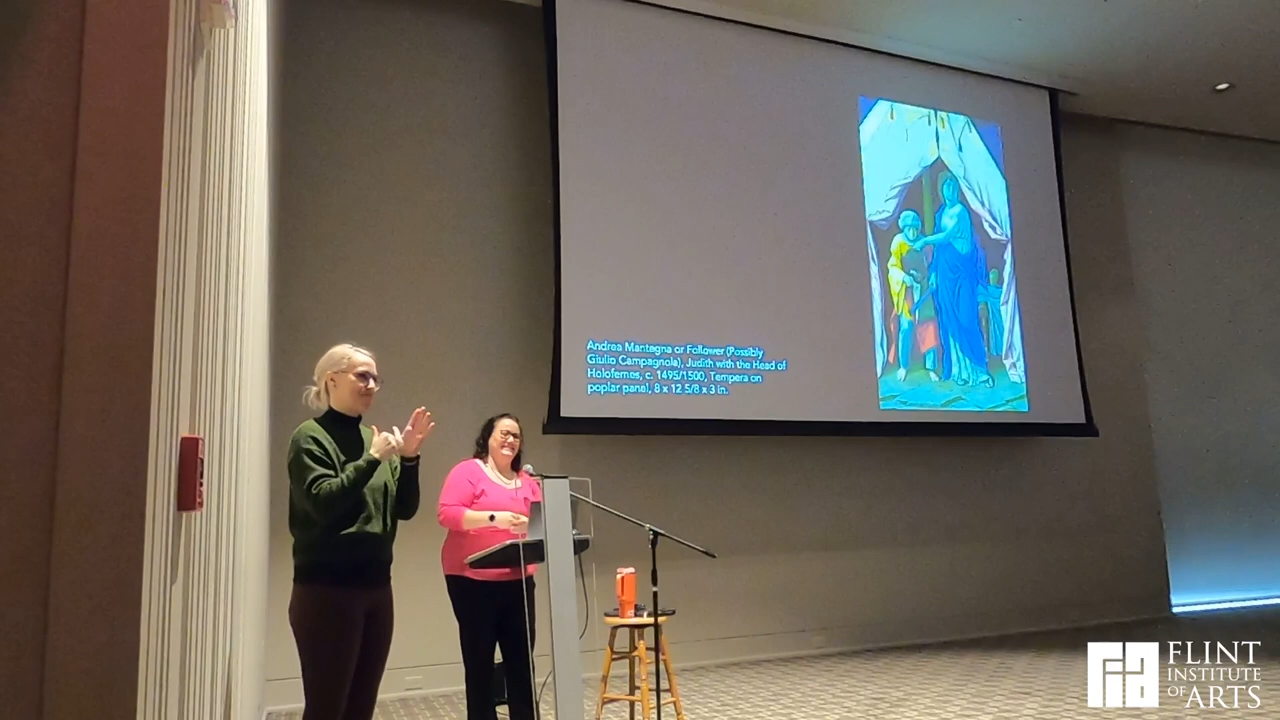 Andrea Mantegna or Follower (Possibly
Giulio Campagnola), Judith with the Head of
Holofernes, c. 1495/1500, Tempera on
poplar panel, 8 x 12 5/8 x 3 in.
FLINT
INSTITUTE
OF ARTS